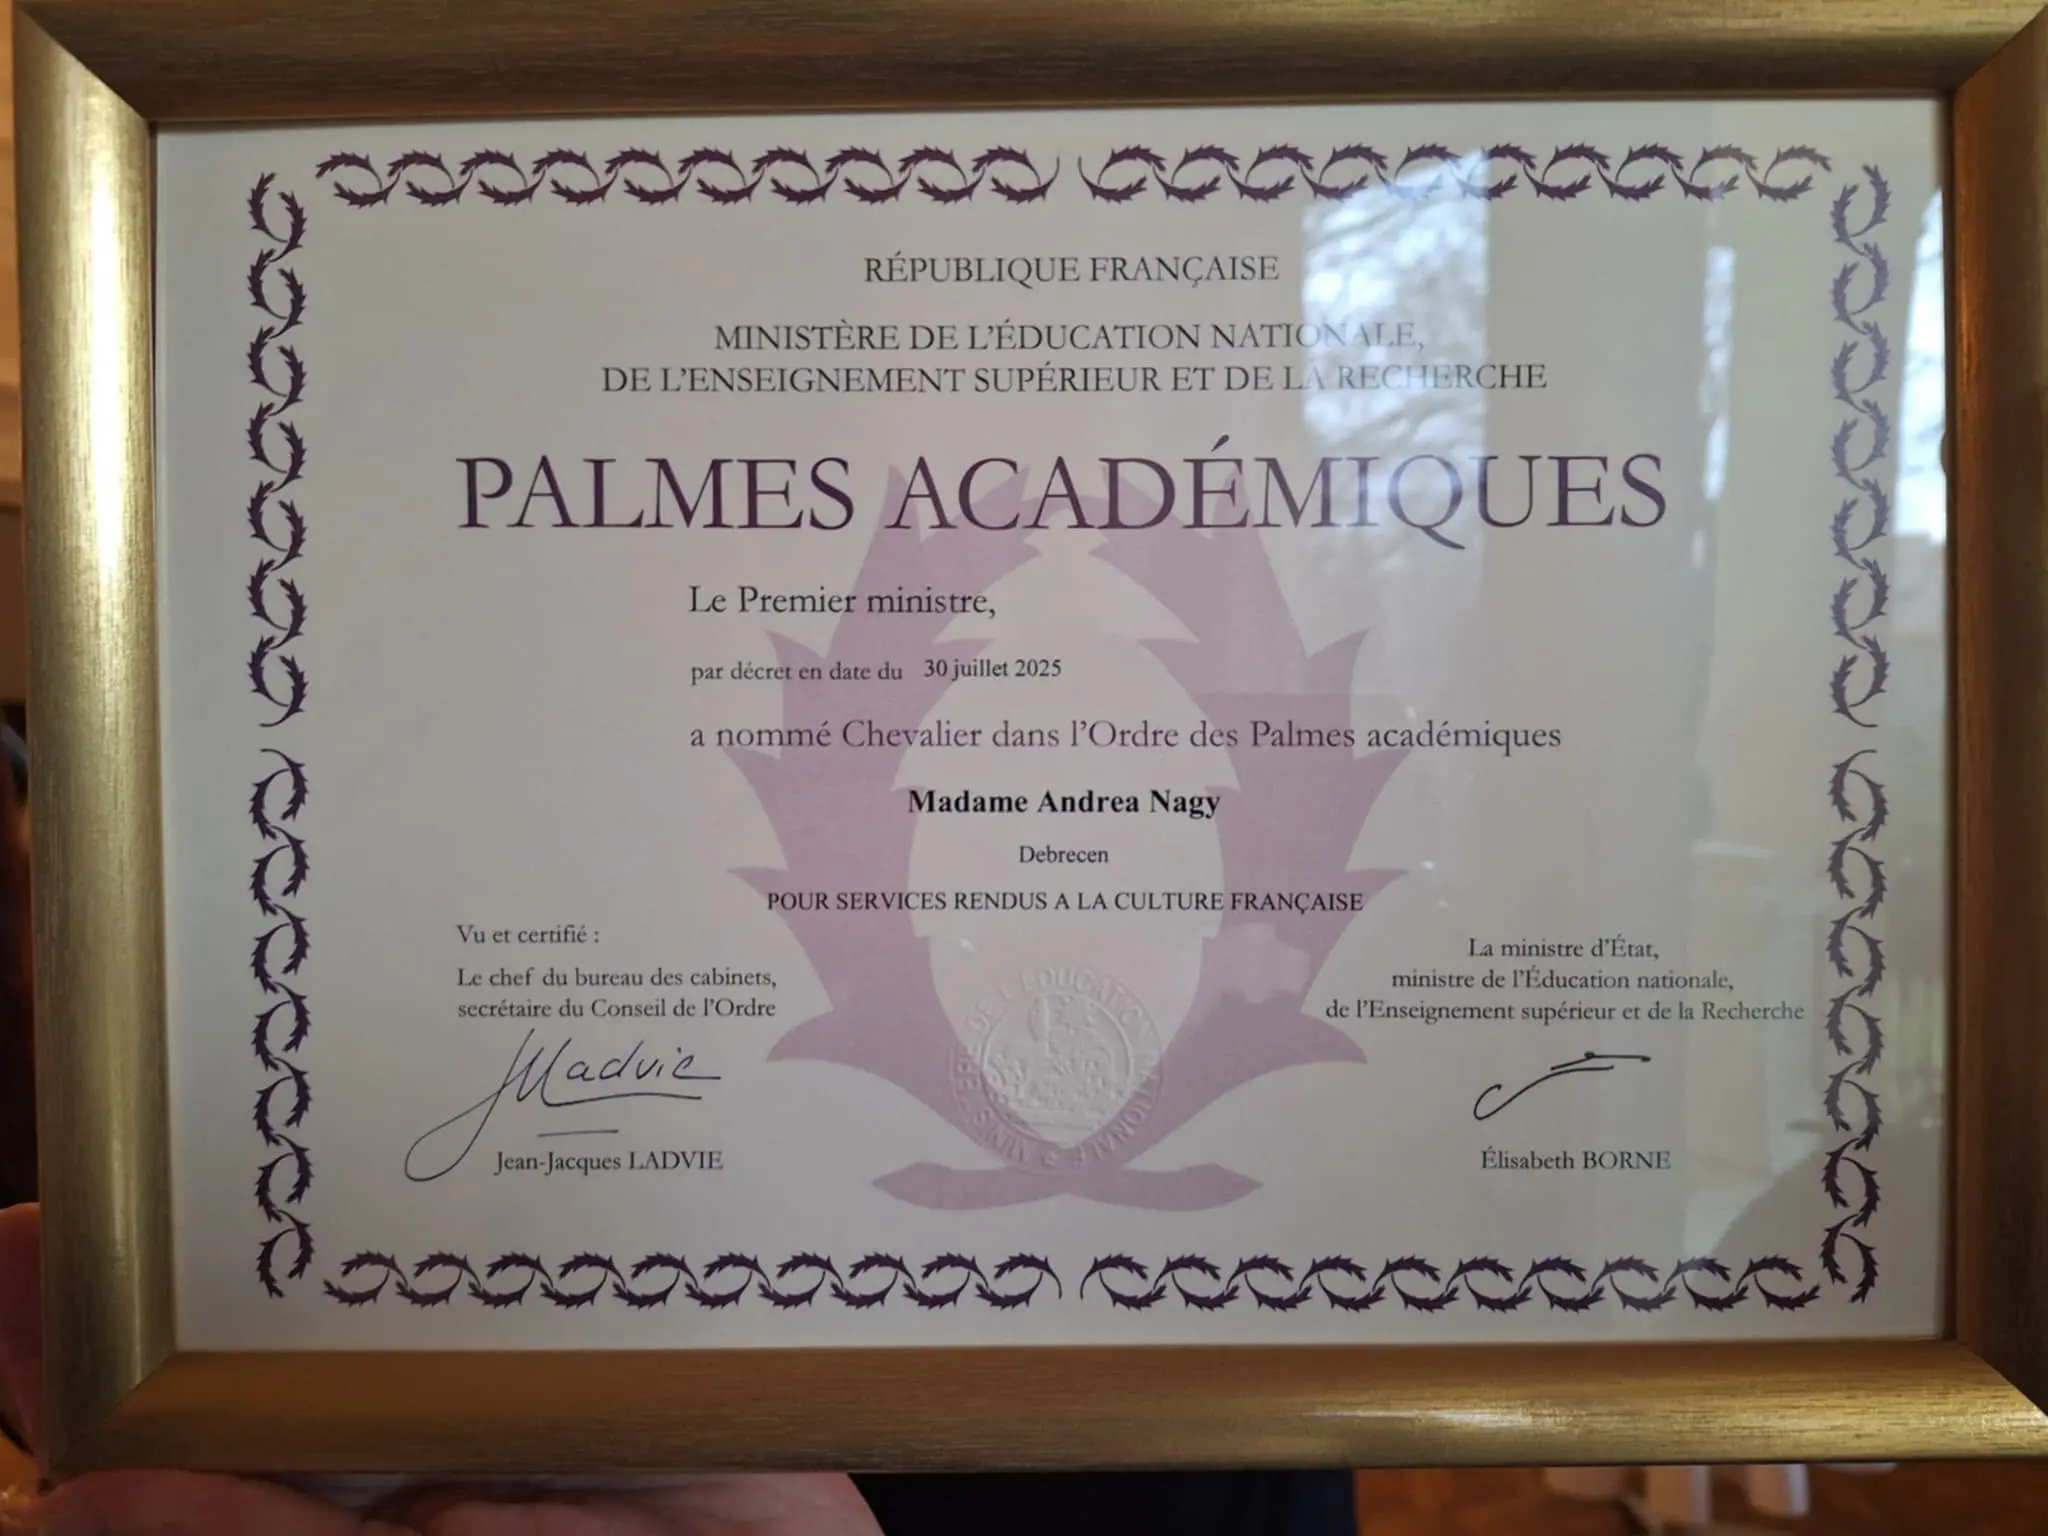 RÉPUBLIQUE FRANÇAISE
MINISTÈRE DE L'ÉDUCATION NATIONALE,
DE L'ENSEIGNEMENT SUPÉRIEUR ET DE LA RECHERCHE
PALMES ACADÉMIQUES
Le Premier ministre,
par décret en date du 30 juillet 2025
a nommé Chevalier dans l'Ordre des Palmes académiques
Madame Andrea Nagy
Debrecen
POUR SERVICES RENDUS A LA CULTURE FRANÇAISE
Vu et certifié :
Le chef du bureau des cabinets,
secrétaire du Conseil de l'Ordre
Jean-Jacques LADVIE
La ministre d'État,
ministre de l'Éducation nationale,
de l'Enseignement supérieur et de la Recherche
Élisabeth BORNE